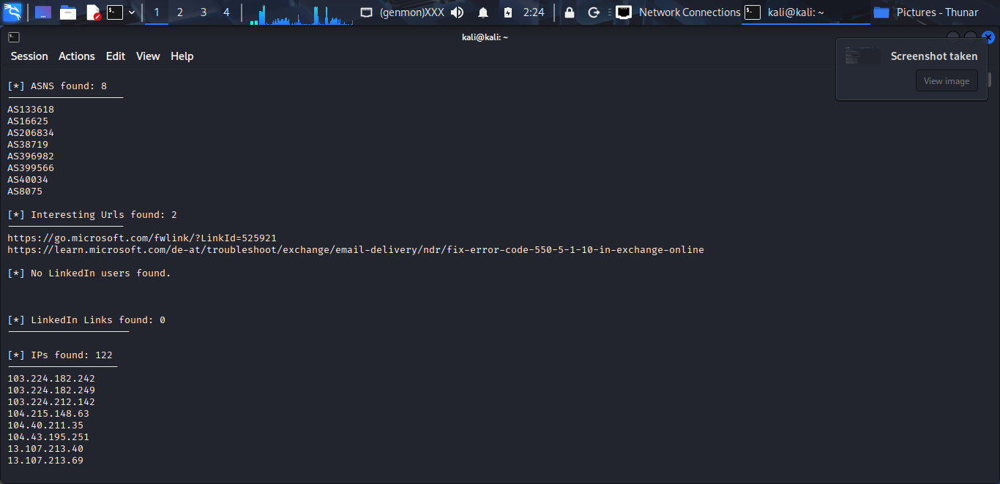 1 2 3 4 (genmon)XXX 2:24 Network Connections kali@kali: ~ Pictures - Thunar
kali@kali: ~
Session Actions Edit View Help
Screenshot taken
View image
[*] ASNS found: 8
AS133618
AS16625
AS206834
AS38719
AS396982
AS399566
AS40034
AS8075
[*] Interesting Urls found: 2
https://go.microsoft.com/fwlink/?LinkId=525921
https://learn.microsoft.com/de-at/troubleshoot/exchange/email-delivery/ndr/fix-error-code-550-5-1-10-in-exchange-online
[*] No LinkedIn users found.
[*] LinkedIn Links found: 0
[*] IPs found: 122
103.224.182.242
103.224.182.249
103.224.212.142
104.215.148.63
104.40.211.35
104.43.195.251
13.107.213.40
13.107.213.69